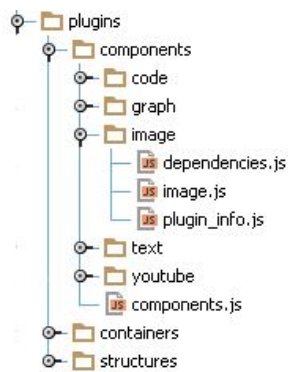 plugins
components
code
graph
image
dependencies.js
image.js
plugin_info.js
text
youtube
components.js
containers
structures